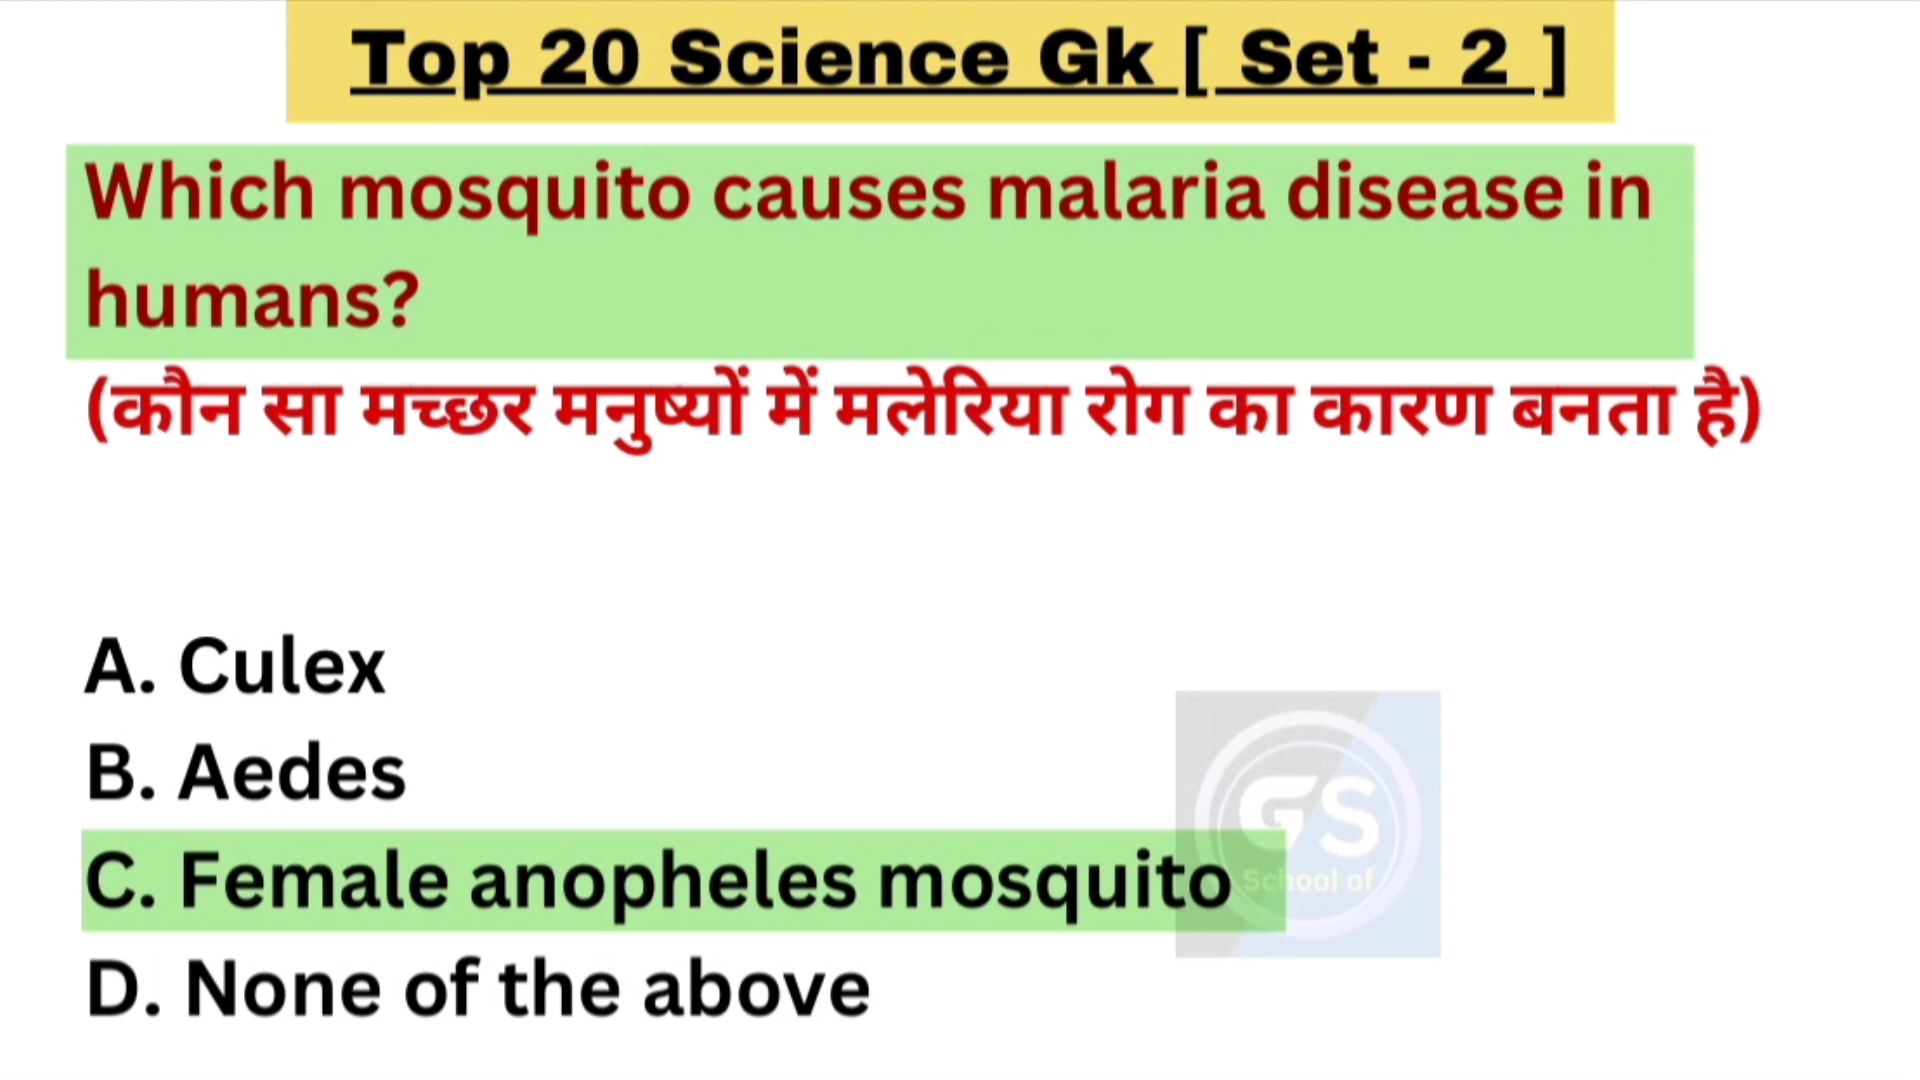 Top 20 Science Gk [ Set - 2 ]
Which mosquito causes malaria disease in
humans?
(कौन सा मच्छर मनुष्यों में मलेरिया रोग का कारण बनता है)
A. Culex
B. Aedes
C. Female anopheles mosquito
D. None of the above
GS
School of